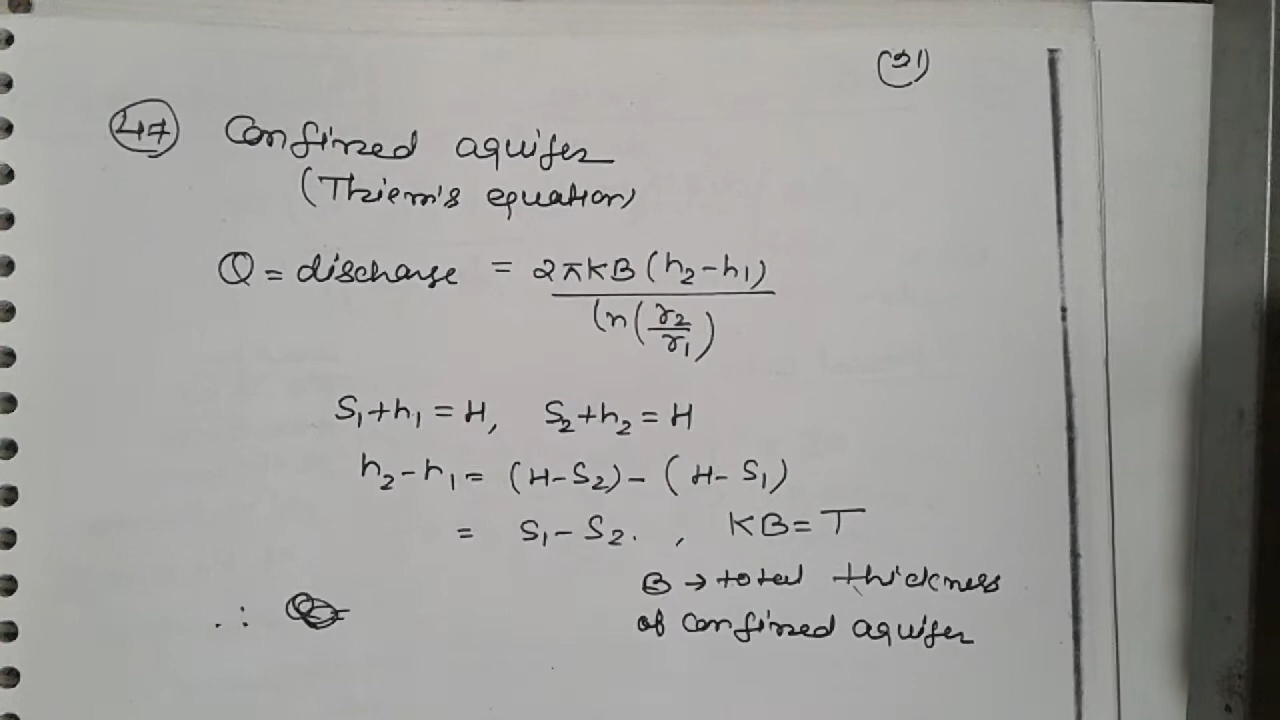 (31)
(47) Confined aquifer
(Thiem's equation)
Q = discharge = 2πKB(h₂-h₁)
ln(r₂/r₁)
S₁+h₁ = H, S₂+h₂ = H
h₂-h₁ = (H-S₂)-(H-S₁)
= S₁-S₂. , KB=T
B → total thickness
of confined aquifer
∴